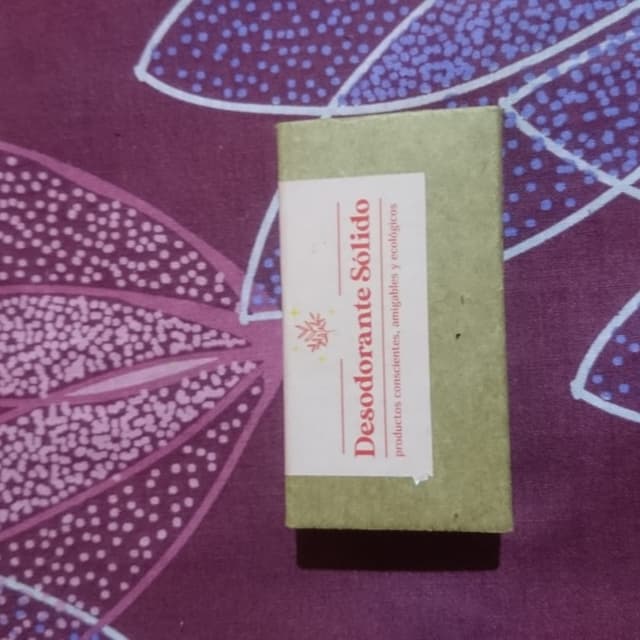 Desodorante Sólido
productos conscientes, amigables y ecológicos